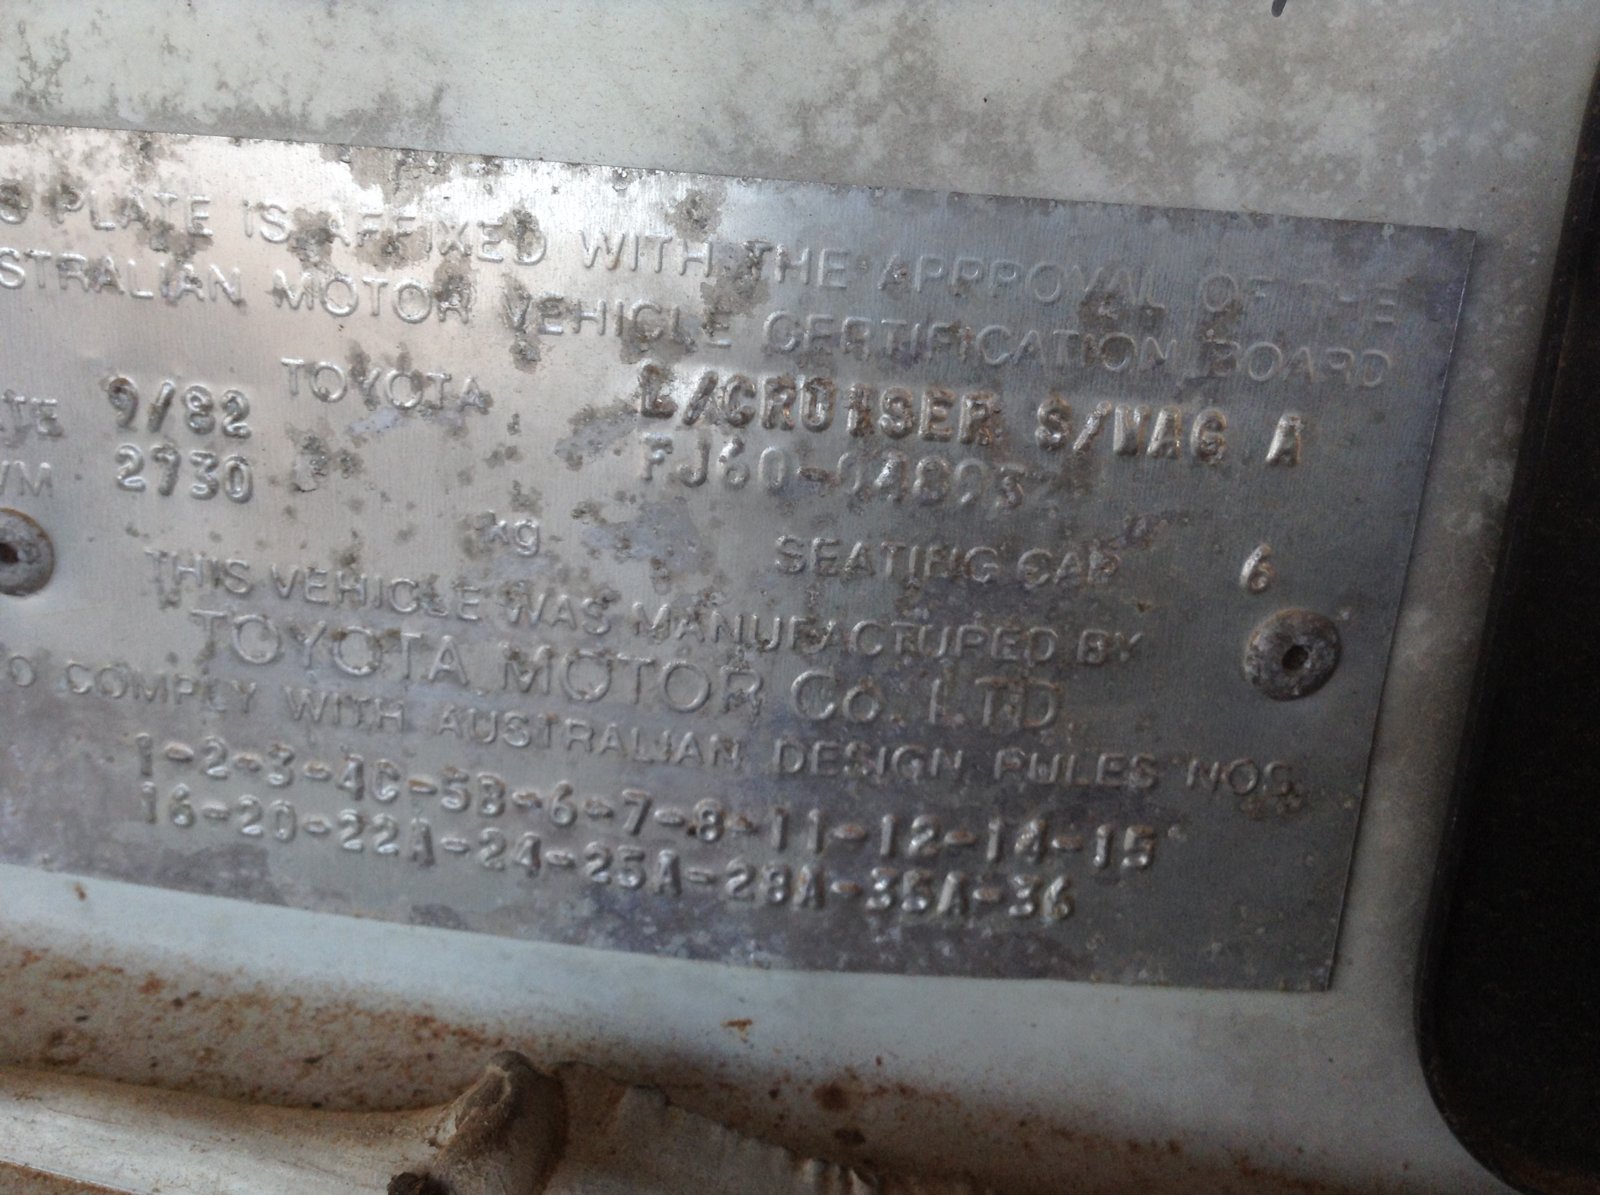 S PLATE IS AFFIXED WITH THE APPROVAL OF THE
STRALIAN MOTOR VEHICLE CERTIFICATION BOARD
TE 9/82 TOYOTA L/CRUISER S/WAG A
VM 2730 kg
SEATING CAP 6
THIS VEHICLE WAS MANUFACTURED BY
TOYOTA MOTOR Co. LTD.
O COMPLY WITH AUSTRALIAN DESIGN RULES NOS.
1-2-3-4C-5B-6-7-8-11-12-14-15
16-20-22A-24-25A-28A-35A-36